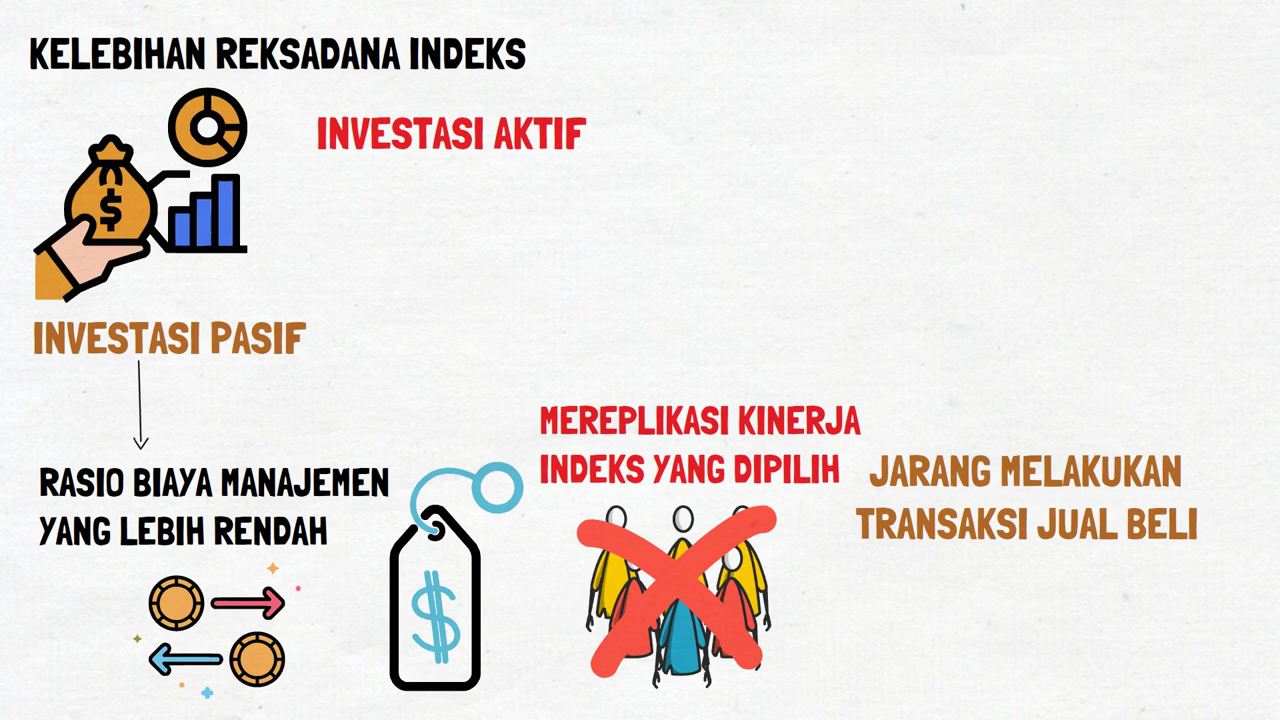 KELEBIHAN REKSADANA INDEKS
INVESTASI AKTIF
$
INVESTASI PASIF
RASIO BIAYA MANAJEMEN
YANG LEBIH RENDAH
$
MEREPLIKASI KINERJA
INDEKS YANG DIPILIH
JARANG MELAKUKAN
TRANSAKSI JUAL BELI